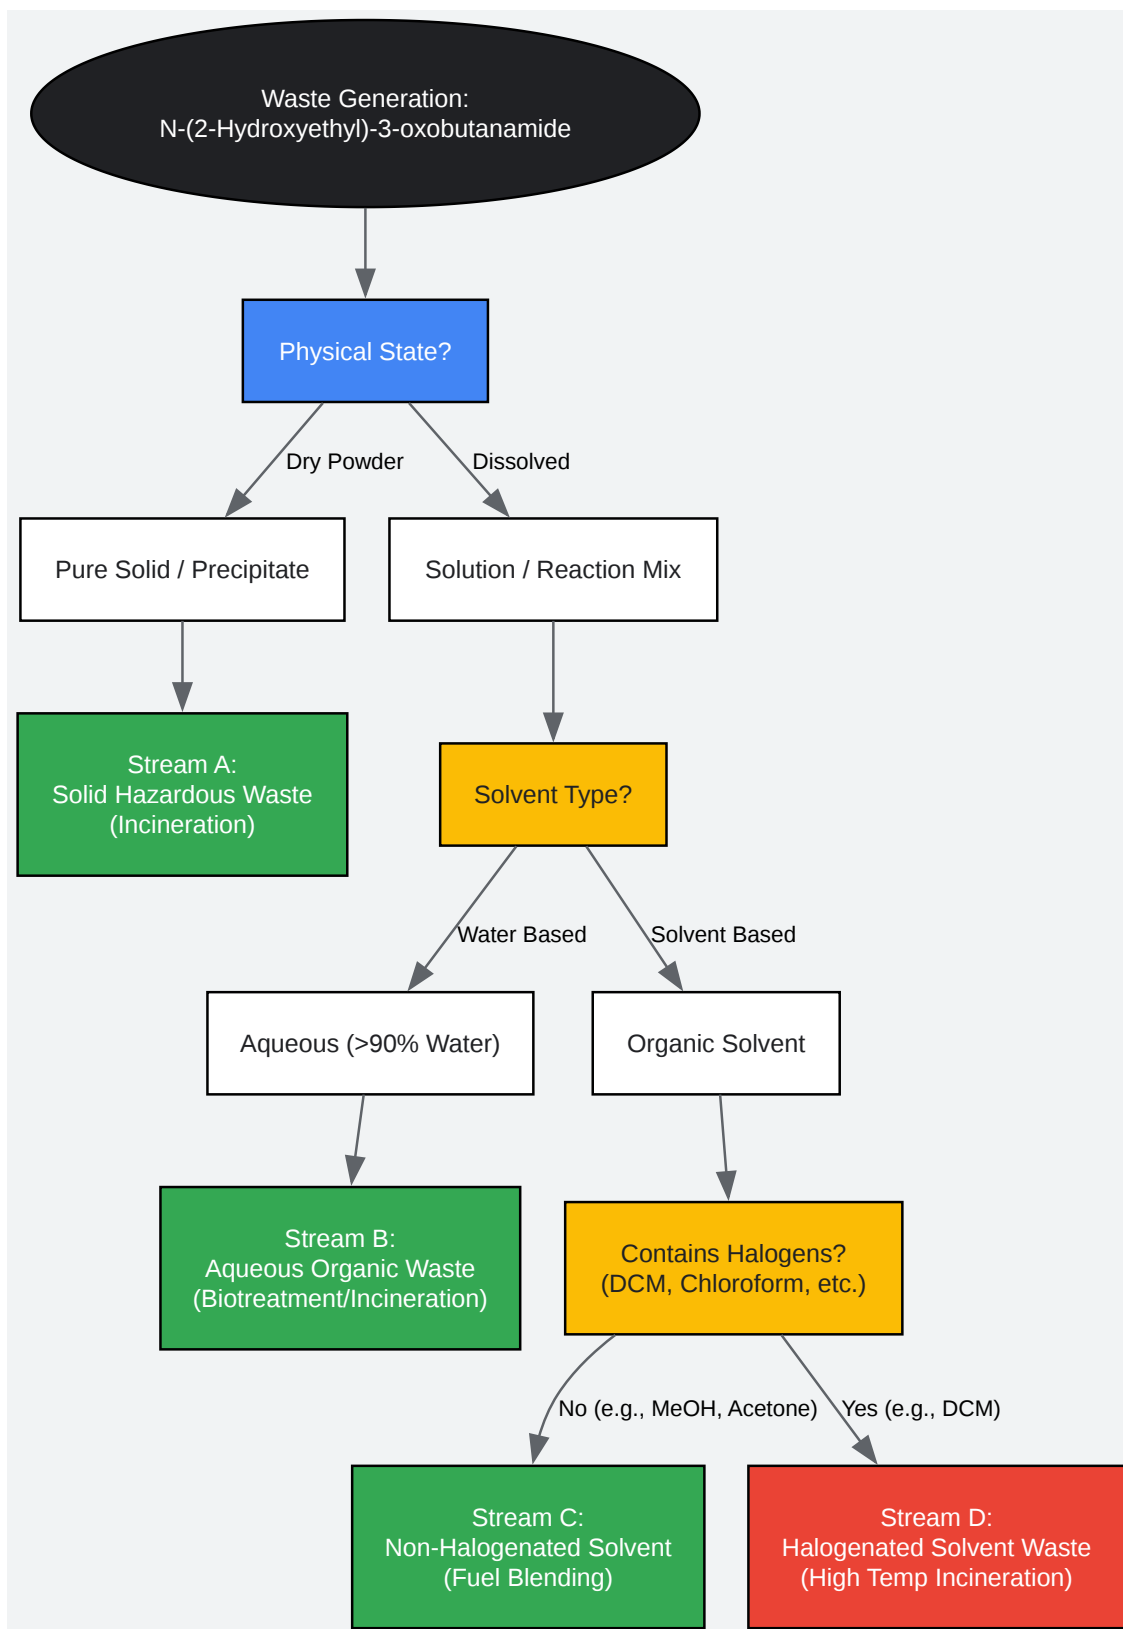 Waste Generation:
N-(2-Hydroxyethyl)-3-oxobutanamide
Physical State?
Dry Powder
Dissolved
Pure Solid / Precipitate
Solution / Reaction Mix
Stream A:
Solid Hazardous Waste
(Incineration)
Solvent Type?
Water Based
Solvent Based
Aqueous (>90% Water)
Organic Solvent
Stream B:
Aqueous Organic Waste
(Biotreatment/Incineration)
Contains Halogens?
(DCM, Chloroform, etc.)
No (e.g., MeOH, Acetone)
Yes (e.g., DCM)
Stream C:
Non-Halogenated Solvent
(Fuel Blending)
Stream D:
Halogenated Solvent Waste
(High Temp Incineration)